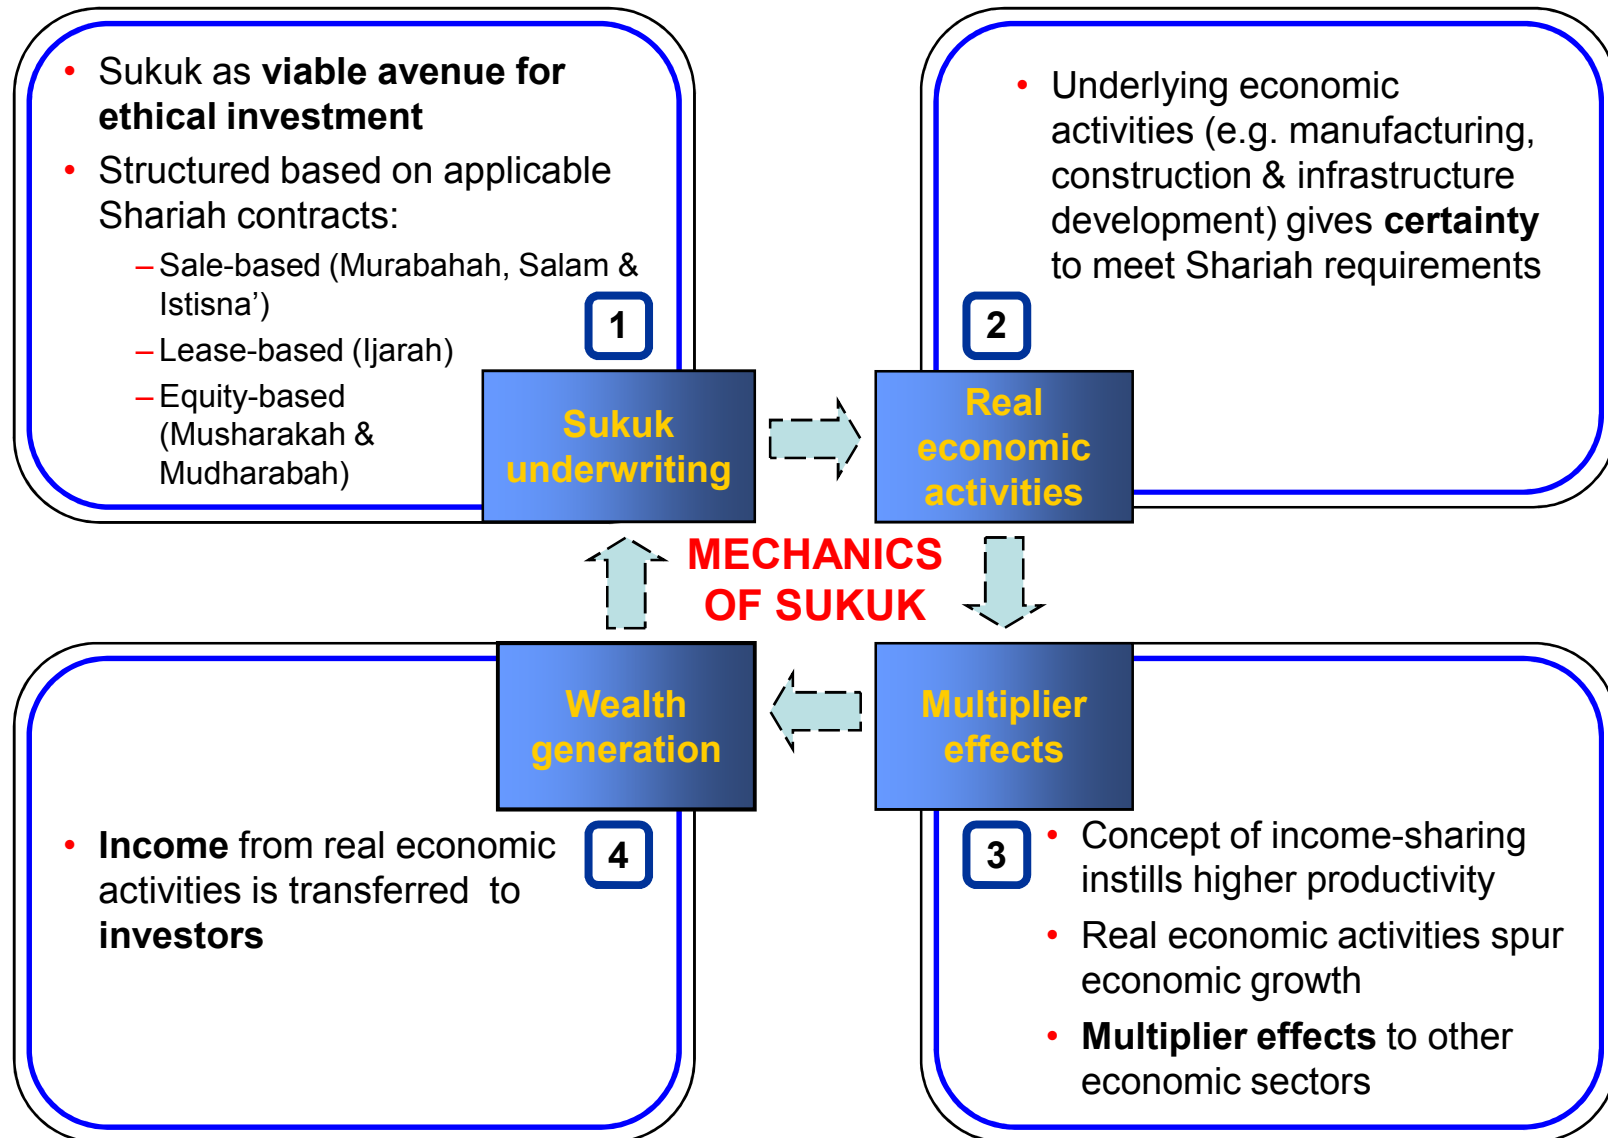 • Sukuk as viable avenue for
ethical investment
• Structured based on applicable
Shariah contracts:
– Sale-based (Murabahah, Salam &
Istisna’)
– Lease-based (Ijarah)
– Equity-based
(Musharakah &
Mudharabah)
1
Sukuk
underwriting
• Underlying economic
activities (e.g. manufacturing,
construction & infrastructure
development) gives certainty
to meet Shariah requirements
2
Real
economic
activities
MECHANICS
OF SUKUK
Multiplier
effects
3
• Concept of income-sharing
instills higher productivity
• Real economic activities spur
economic growth
• Multiplier effects to other
economic sectors
Wealth
generation
4
• Income from real economic
activities is transferred to
investors